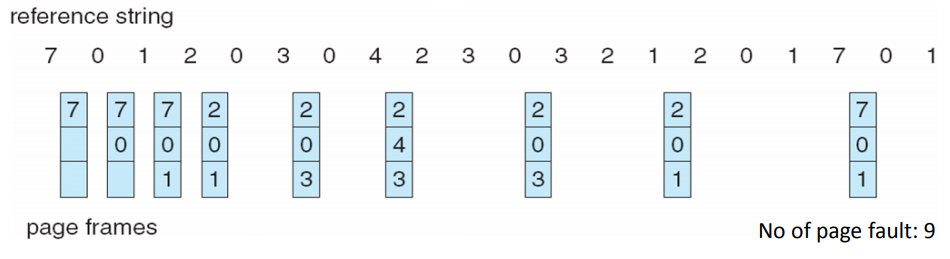 reference string
7 0 1 2 0 3 0 4 2 3 0 3 2 1 2 0 1 7 0 1
7 7 7 2 2 2 2 2 7
0 0 0 0 4 0 0 0
1 1 3 3 3 1 1
page frames
No of page fault: 9